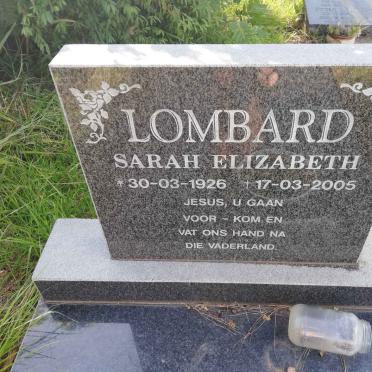 LOMBARD
SARAH ELIZABETH
*30-03-1926 †17-03-2005
JESUS, U GAAN
VOOR - KOM EN
VAT ONS HAND NA
DIE VADERLAND.